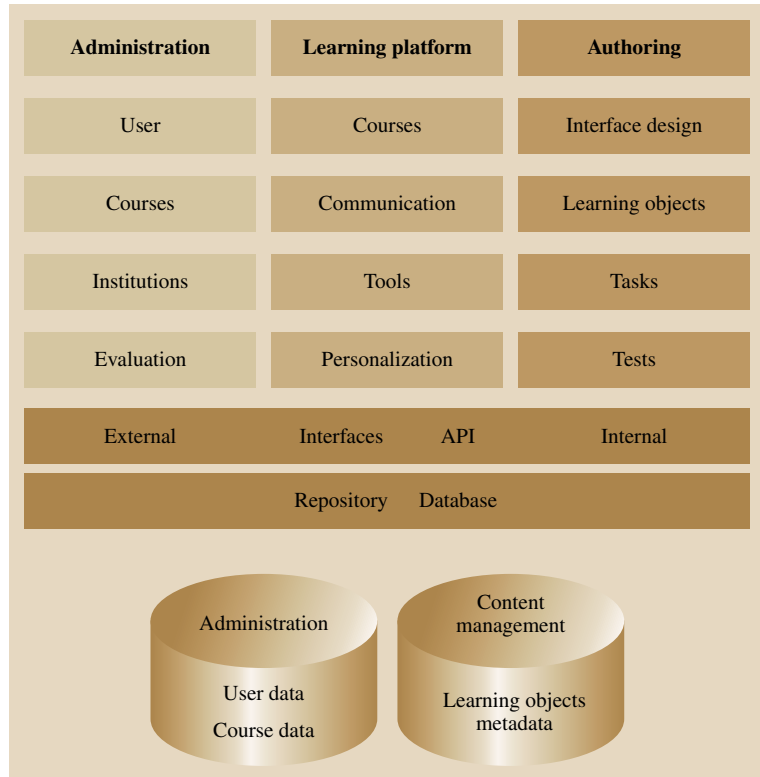 Administration Learning platform Authoring
User Courses Interface design
Courses Communication Learning objects
Institutions Tools Tasks
Evaluation Personalization Tests
External Interfaces API Internal
Repository Database
Administration
User data
Course data
Content
management
Learning objects
metadata